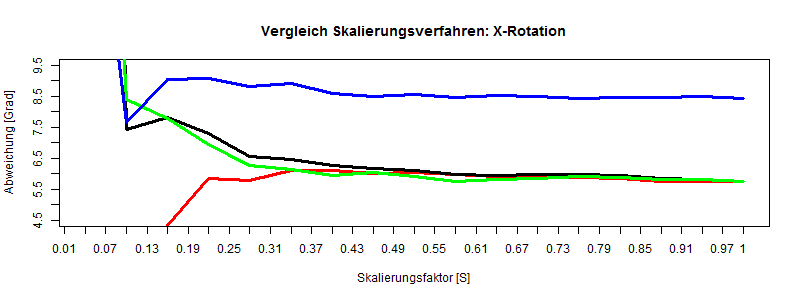 Vergleich Skalierungsverfahren: X-Rotation
Abweichung [Grad]
9.5
8.5
7.5
6.5
5.5
4.5
0.01 0.07 0.13 0.19 0.25 0.31 0.37 0.43 0.49 0.55 0.61 0.67 0.73 0.79 0.85 0.91 0.97 1
Skalierungsfaktor [S]